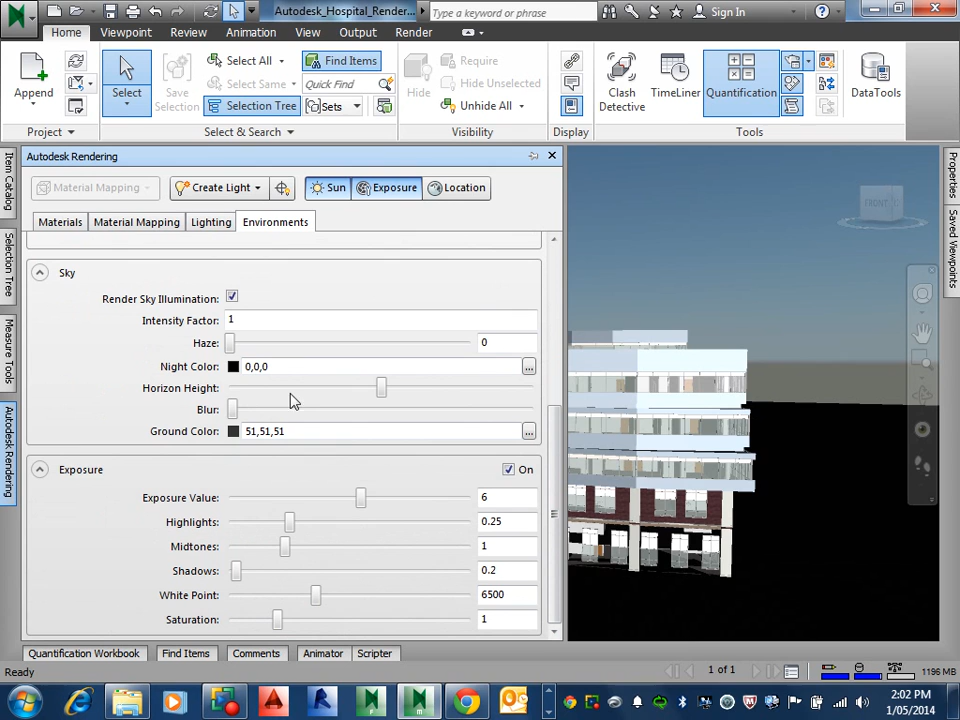 Autodesk_Hospital_Render...
Type a keyword or phrase
Sign In
Home
Viewpoint
Review
Animation
View
Output
Render
Append
Select
Save
Selection
Select All
Select Same
Selection Tree
Find Items
Quick Find
Sets
Hide
Require
Hide Unselected
Unhide All
Clash
Detective
TimeLiner
Quantification
DataTools
Project
Select & Search
Visibility
Display
Tools
Item Catalog
Selection Tree
Measure Tools
Autodesk Rendering
Autodesk Rendering
Material Mapping
Create Light
Sun
Exposure
Location
Materials
Material Mapping
Lighting
Environments
Sky
Render Sky Illumination:
Intensity Factor: 1
Haze: 0
Night Color: 0,0,0 ...
Horizon Height:
Blur:
Ground Color: 51,51,51 ...
Exposure On
Exposure Value: 6
Highlights: 0.25
Midtones: 1
Shadows: 0.2
White Point: 6500
Saturation: 1
FRONT
Properties
Saved Viewpoints
Quantification Workbook
Find Items
Comments
Animator
Scripter
Ready
1 of 1
1196 MB
2:02 PM
1/05/2014